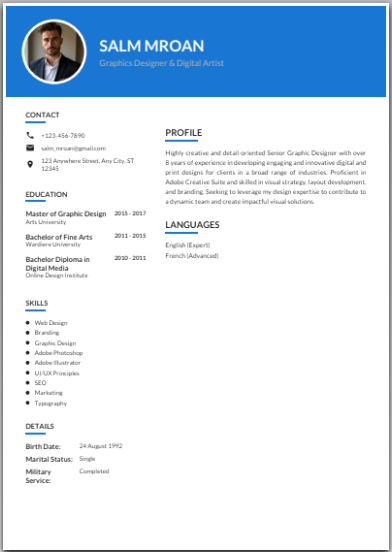 SALM MROAN
Graphics Designer & Digital Artist
CONTACT
+123-456-7890
salm_mroan@gmail.com
123 Anywhere Street, Any City, ST
12345
EDUCATION
Master of Graphic Design 2015 - 2017
Arts University
Bachelor of Fine Arts 2011 - 2015
Wardiere University
Bachelor Diploma in 2010 - 2011
Digital Media
Online Design Institute
SKILLS
Web Design
Branding
Graphic Design
Adobe Photoshop
Adobe Illustrator
UI/UX Principles
SEO
Marketing
Typography
DETAILS
Birth Date: 24 August 1992
Marital Status: Single
Military Completed
Service:
PROFILE
Highly creative and detail-oriented Senior Graphic Designer with over
8 years of experience in developing engaging and innovative digital and
print designs for clients in a broad range of industries. Proficient in
Adobe Creative Suite and skilled in visual strategy, layout development,
and branding. Seeking to leverage my design expertise to contribute to
a dynamic team and create impactful visual solutions.
LANGUAGES
English (Expert)
French (Advanced)